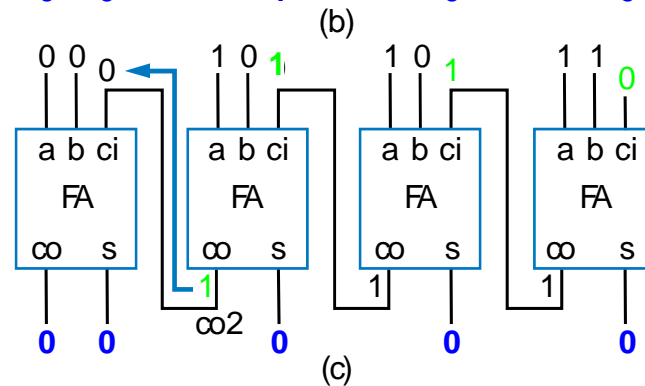 (b)
0 0 0 1 0 1 1 0 1 1 1 0
a b ci a b ci a b ci a b ci
FA FA FA FA
co s co s co s co s
1 1 1
co2
0 0 0 0 0
(c)